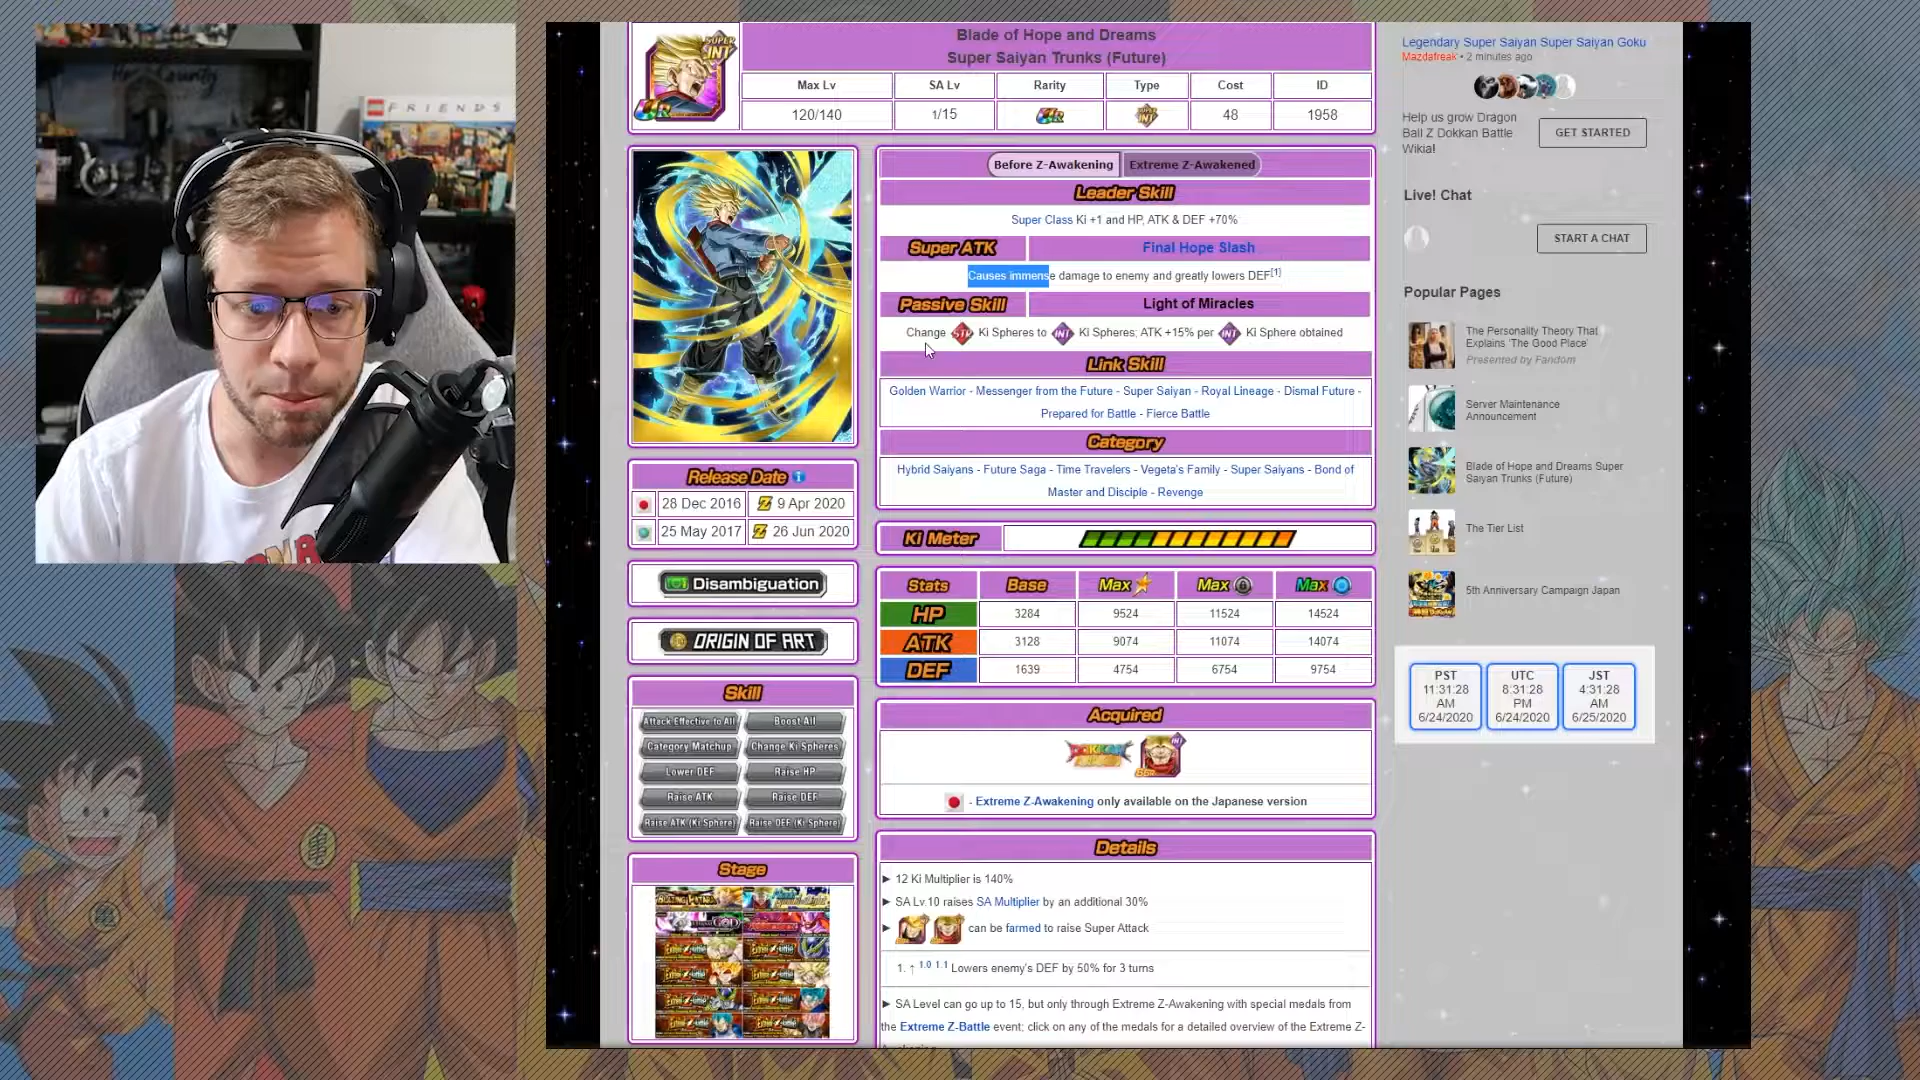 FRIENDS
Blade of Hope and Dreams
Super Saiyan Trunks (Future)
SUPER INT
UR
Max Lv SA Lv Rarity Type Cost ID
120/140 1/15 UR SUPER INT 48 1958
Before Z-Awakening Extreme Z-Awakened
Leader Skill
Super Class Ki +1 and HP, ATK & DEF +70%
Super ATK Final Hope Slash
Causes immense damage to enemy and greatly lowers DEF[1]
Passive Skill Light of Miracles
Change STR Ki Spheres to INT Ki Spheres; ATK +15% per INT Ki Sphere obtained
Link Skill
Golden Warrior - Messenger from the Future - Super Saiyan - Royal Lineage - Dismal Future -
Prepared for Battle - Fierce Battle
Category
Hybrid Saiyans - Future Saga - Time Travelers - Vegeta's Family - Super Saiyans - Bond of
Master and Disciple - Revenge
Ki Meter
Stats Base Max Max Max
HP 3284 9524 11524 14524
ATK 3128 9074 11074 14074
DEF 1639 4754 6754 9754
Acquired
DOKKAN
INT
- Extreme Z-Awakening only available on the Japanese version
Details
► 12 Ki Multiplier is 140%
► SA Lv.10 raises SA Multiplier by an additional 30%
► can be farmed to raise Super Attack
1. ↑ 1.0 1.1 Lowers enemy's DEF by 50% for 3 turns
► SA Level can go up to 15, but only through Extreme Z-Awakening with special medals from
the Extreme Z-Battle event; click on any of the medals for a detailed overview of the Extreme Z-
Awakening
Release Date i
28 Dec 2016 Z 9 Apr 2020
25 May 2017 Z 26 Jun 2020
Disambiguation
ORIGIN OF ART
Skill
Attack Effective to All Boost All
Category Matchup Change Ki Spheres
Lower DEF Raise HP
Raise ATK Raise DEF
Raise ATK (Ki Sphere) Raise DEF (Ki Sphere)
Stage
Legendary Super Saiyan Super Saiyan Goku
Mazdafreak • 2 minutes ago
Help us grow Dragon
Ball Z Dokkan Battle
Wikia!
GET STARTED
Live! Chat
START A CHAT
Popular Pages
The Personality Theory That
Explains 'The Good Place'
Presented by Fandom
Server Maintenance
Announcement
Blade of Hope and Dreams Super
Saiyan Trunks (Future)
The Tier List
5th Anniversary Campaign Japan
PST UTC JST
11:31:28 8:31:28 4:31:28
AM PM AM
6/24/2020 6/24/2020 6/25/2020